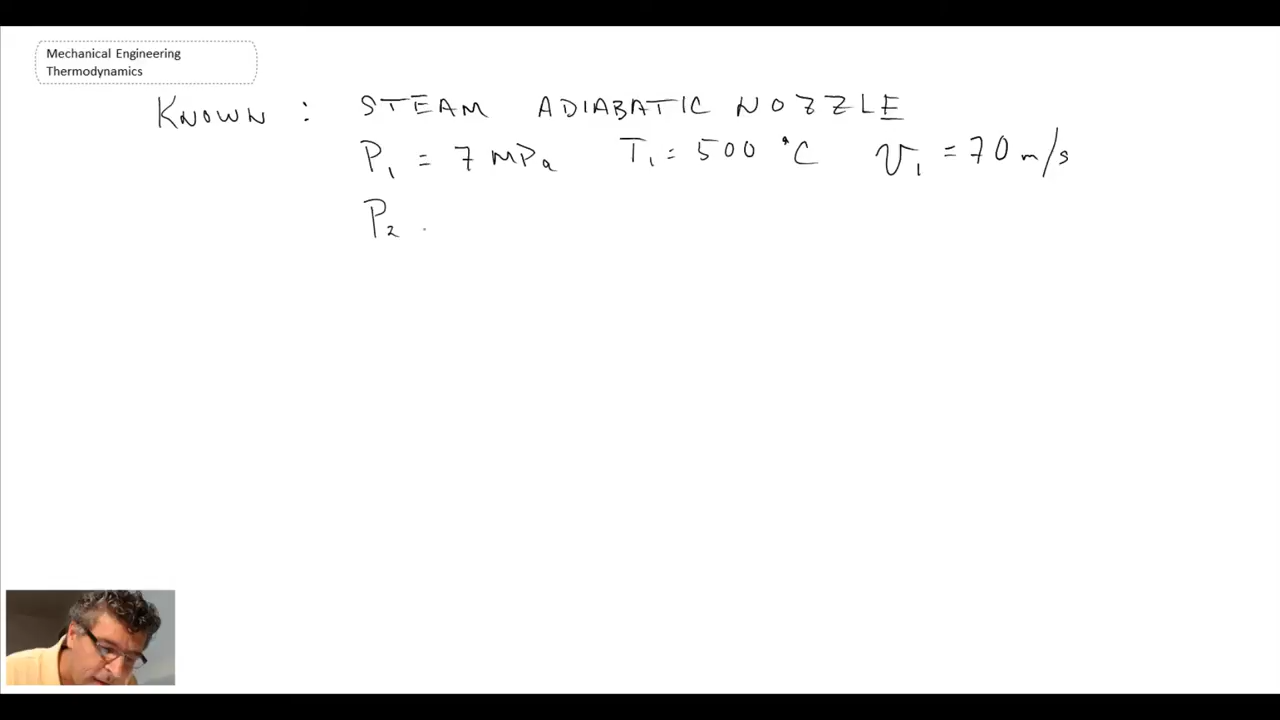 Mechanical Engineering
Thermodynamics
KNOWN : STEAM ADIABATIC NOZZLE
P₁ = 7 MPa T₁ = 500 °C V₁ = 70 m/s
P₂